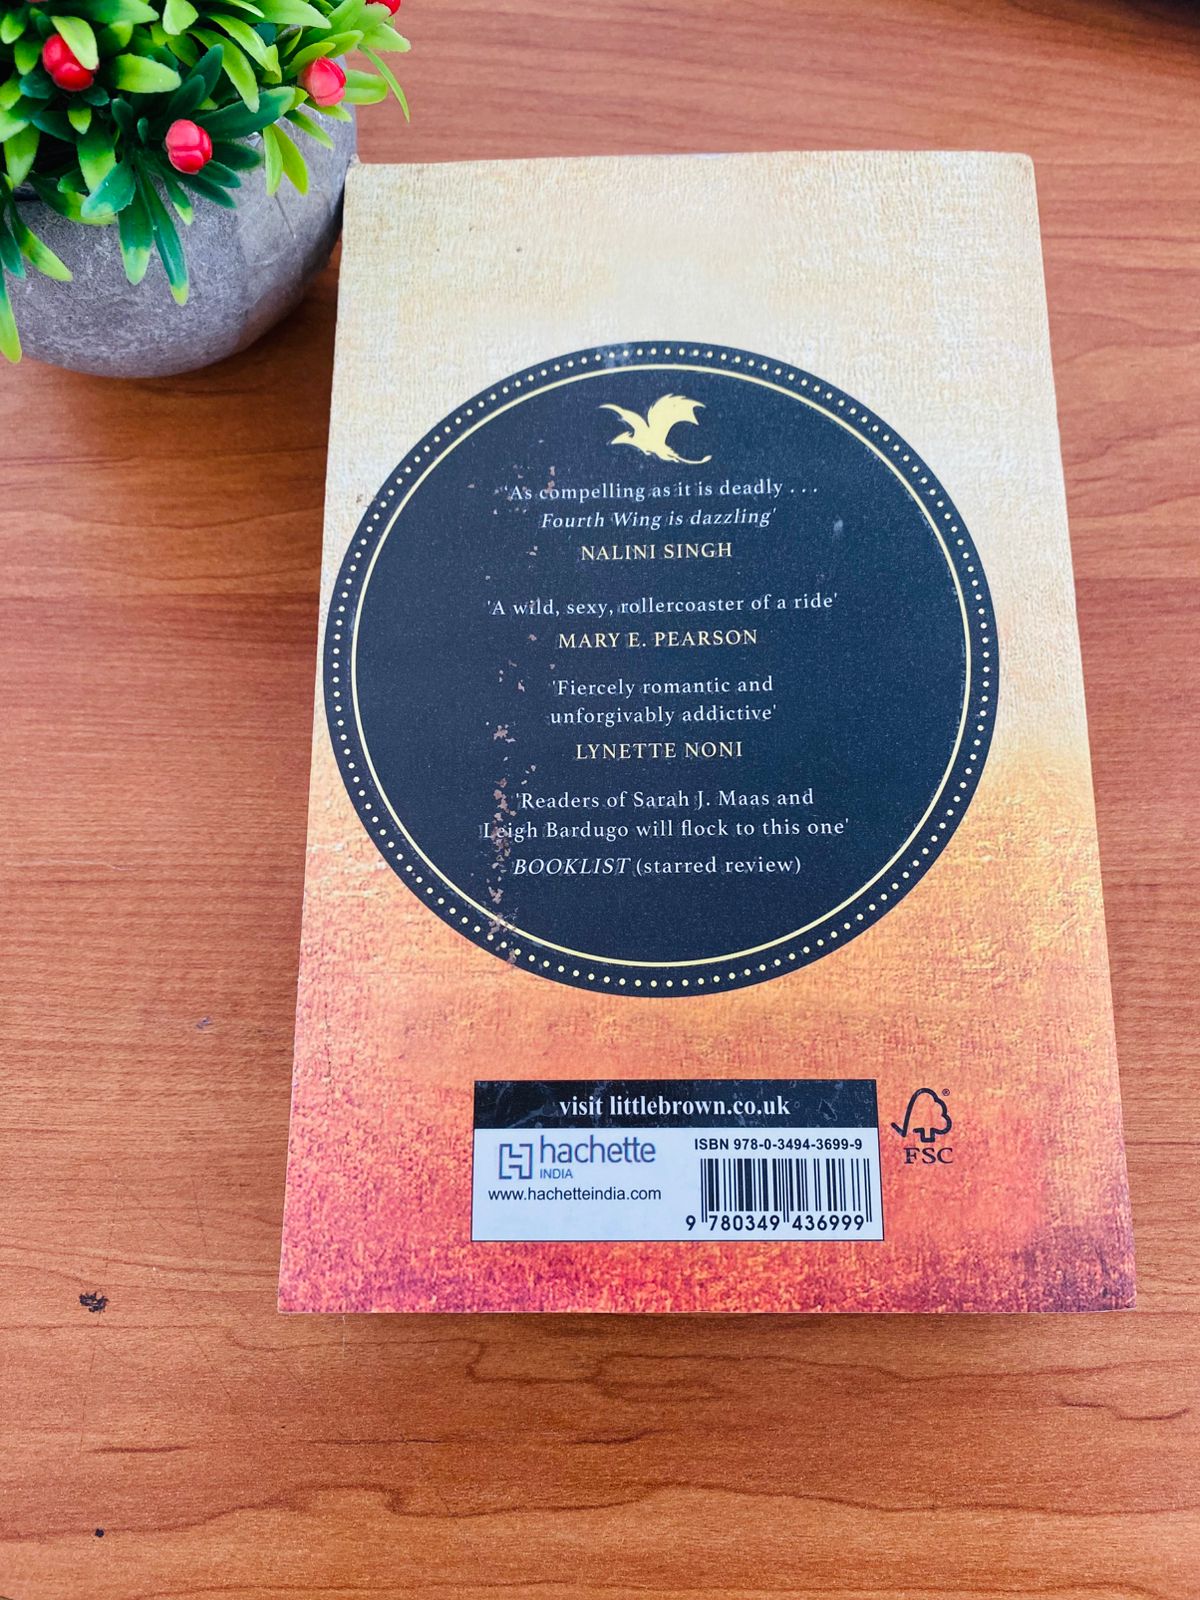 'As compelling as it is deadly . . .
Fourth Wing is dazzling'
NALINI SINGH
'A wild, sexy, rollercoaster of a ride'
MARY E. PEARSON
'Fiercely romantic and
unforgivably addictive'
LYNETTE NONI
'Readers of Sarah J. Maas and
Leigh Bardugo will flock to this one'
BOOKLIST (starred review)
visit littlebrown.co.uk
hachette
INDIA
www.hachetteindia.com
ISBN 978-0-3494-3699-9
9 780349 436999
®
FSC